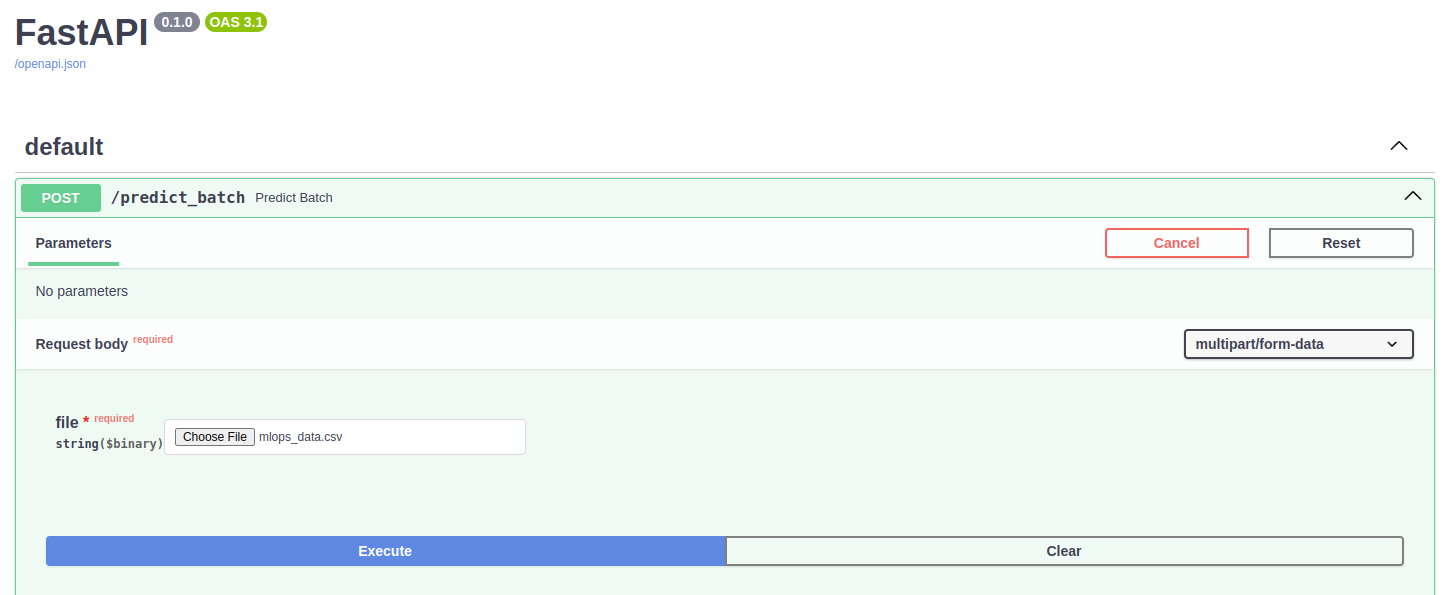 FastAPI 0.1.0 OAS 3.1
/openapi.json
default
POST /predict_batch Predict Batch
Parameters Cancel Reset
No parameters
Request body required multipart/form-data
file * required
string($binary) Choose File mlops_data.csv
Execute Clear